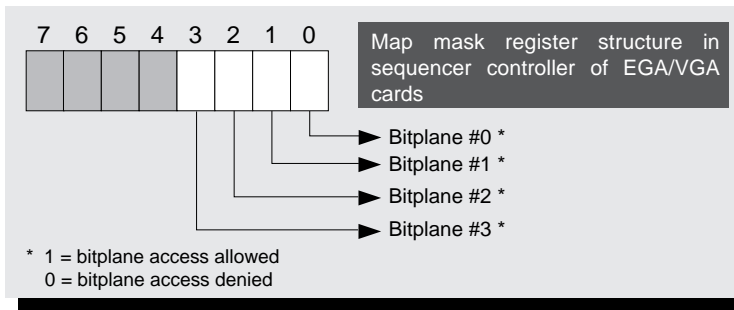 7 6 5 4 3 2 1 0
Map mask register structure in
sequencer controller of EGA/VGA
cards
Bitplane #0 *
Bitplane #1 *
Bitplane #2 *
Bitplane #3 *
* 1 = bitplane access allowed
0 = bitplane access denied